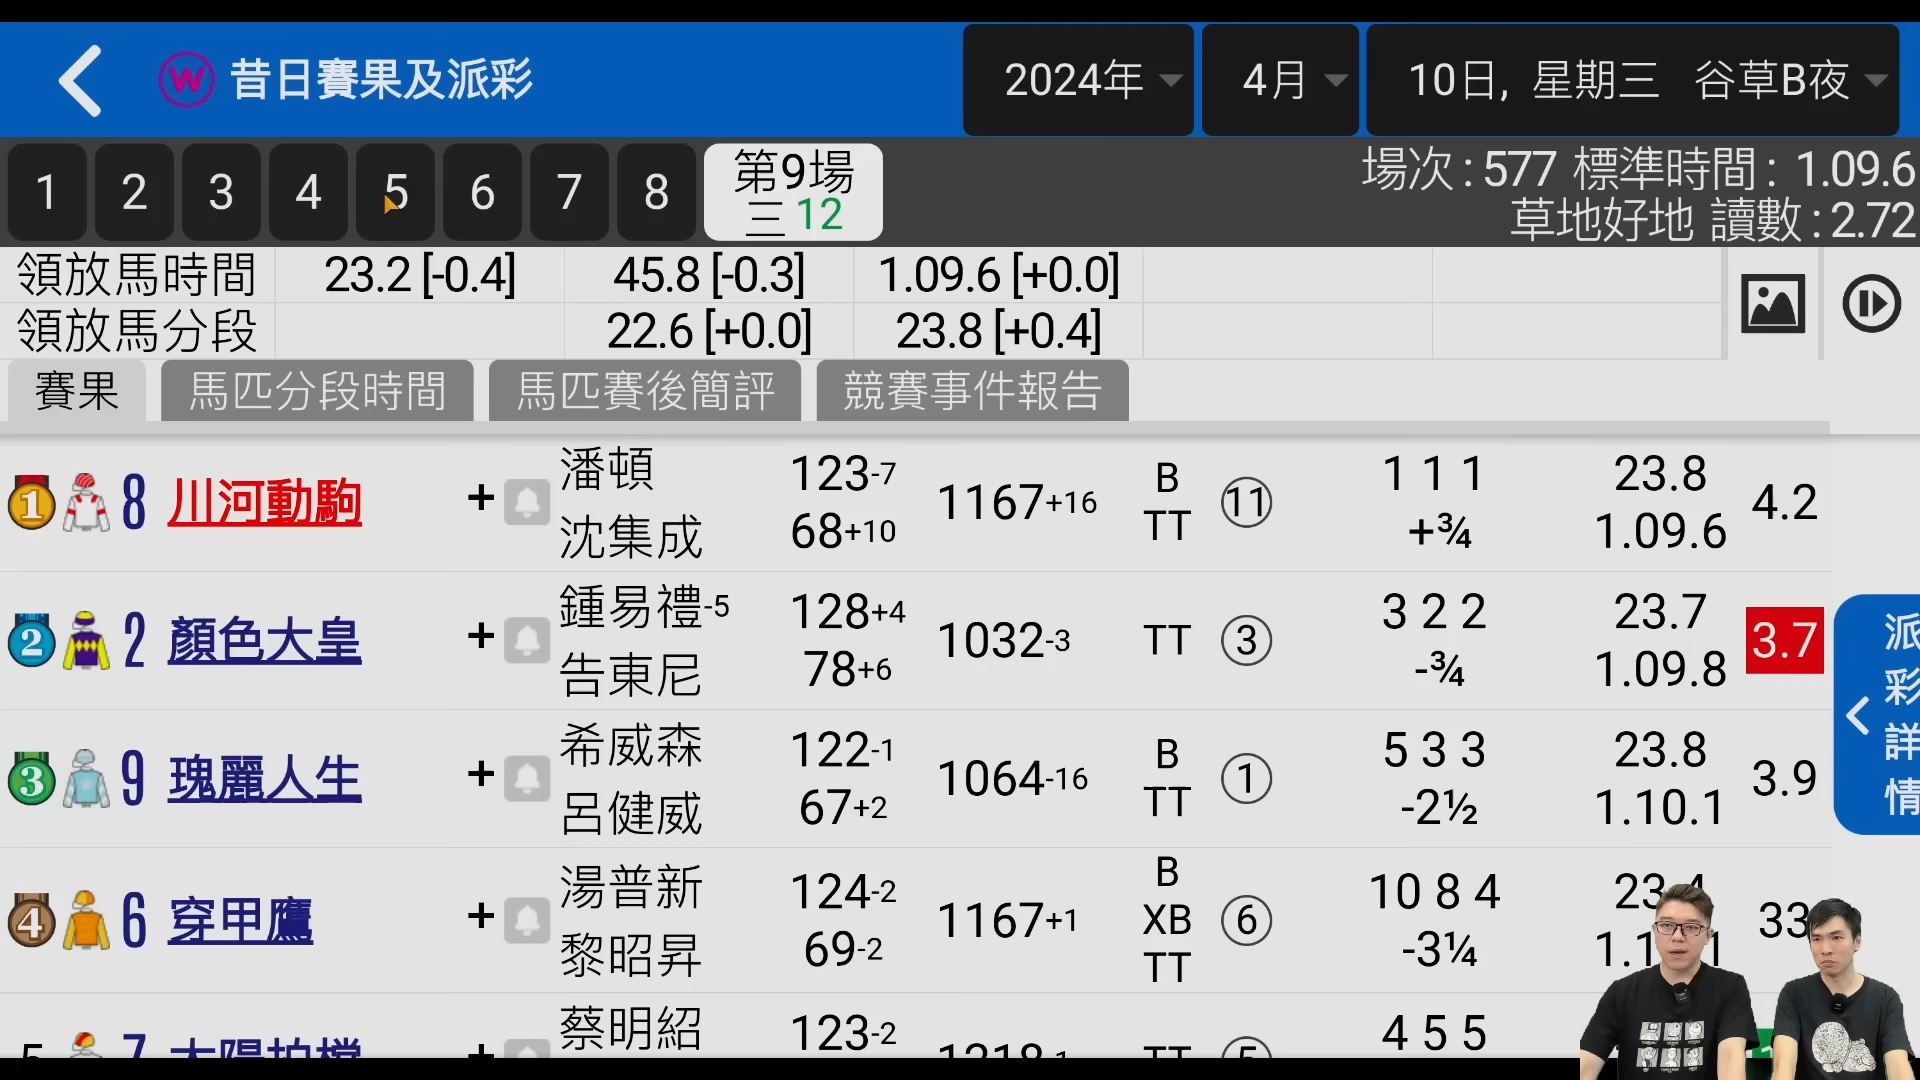 W 昔日賽果及派彩 2024年 4月 10日, 星期三 谷草B夜
1 2 3 4 5 6 7 8 第9場 三 12
場次 : 577 標準時間 : 1.09.6
草地好地 讀數 : 2.72
領放馬時間 23.2 [-0.4] 45.8 [-0.3] 1.09.6 [+0.0]
領放馬分段 22.6 [+0.0] 23.8 [+0.4]
賽果 馬匹分段時間 馬匹賽後簡評 競賽事件報告
1 8 川河動駒 + 潘頓 沈集成 123-7 68+10 1167+16 B TT 11 1 1 1 +¾ 23.8 1.09.6 4.2
2 2 顏色大皇 + 鍾易禮-5 告東尼 128+4 78+6 1032-3 TT 3 3 2 2 -¾ 23.7 1.09.8 3.7
3 9 瑰麗人生 + 希威森 呂健威 122-1 67+2 1064-16 B TT 1 5 3 3 -2½ 23.8 1.10.1 3.9
4 6 穿甲鷹 + 湯普新 黎昭昇 124-2 69-2 1167+1 B XB TT 6 10 8 4 -3¼
5 7 太陽拍檔 + 蔡明紹 123-2 TT 5 4 5 5
派彩詳情